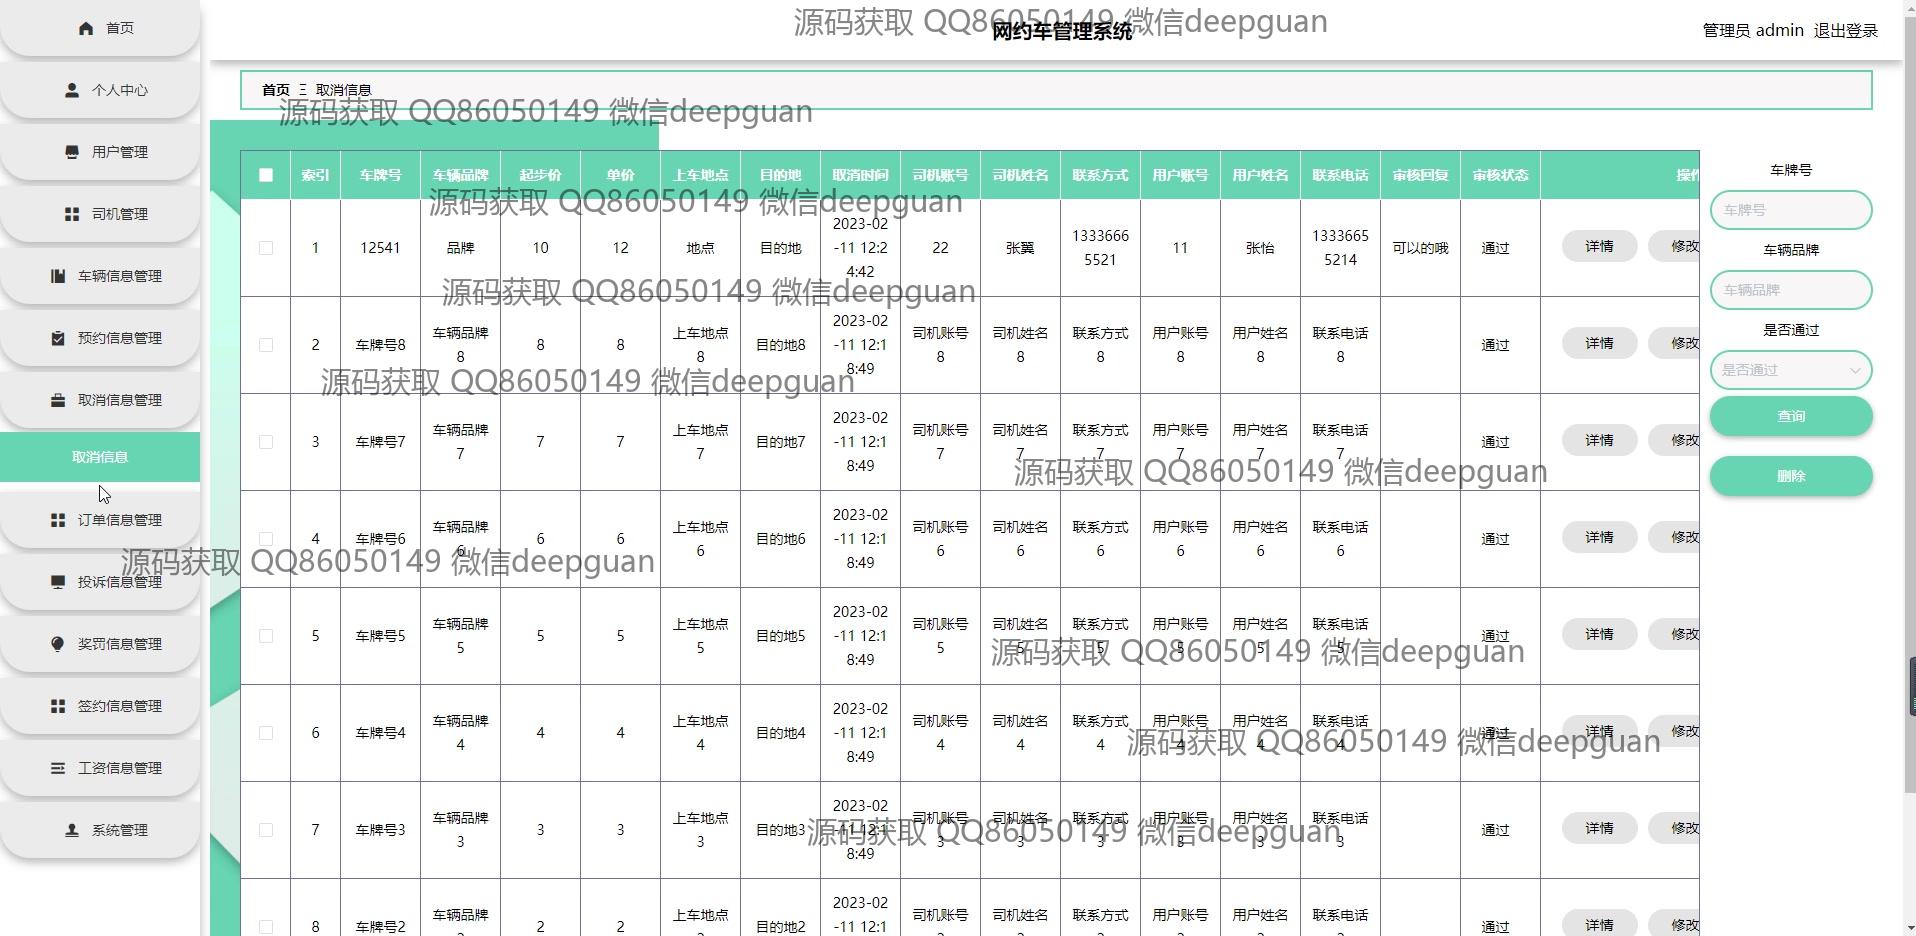 源码获取 QQ86050149 微信deepguan
网约车管理系统
管理员 admin 退出登录
首页
个人中心
用户管理
司机管理
车辆信息管理
预约信息管理
取消信息管理
取消信息
订单信息管理
投诉信息管理
奖罚信息管理
签约信息管理
工资信息管理
系统管理
首页 Ξ 取消信息
源码获取 QQ86050149 微信deepguan
索引 车牌号 车辆品牌 起步价 单价 上车地点 目的地 取消时间 司机账号 司机姓名 联系方式 用户账号 用户姓名 联系电话 审核回复 审核状态
源码获取 QQ86050149 微信deepguan
1 12541 品牌 10 12 地点 目的地 2023-02-11 12:24:42 22 张翼 13336665521 11 张怡 13336655214 可以的哦 通过 详情 修改
源码获取 QQ86050149 微信deepguan
2 车牌号8 车辆品牌8 8 8 上车地点8 目的地8 2023-02-11 12:18:49 司机账号8 司机姓名8 联系方式8 用户账号8 用户姓名8 联系电话8 通过 详情 修改
源码获取 QQ86050149 微信deepguan
3 车牌号7 车辆品牌7 7 7 上车地点7 目的地7 2023-02-11 12:18:49 司机账号7 司机姓名7 联系方式7 用户账号7 用户姓名7 联系电话7 通过 详情 修改
源码获取 QQ86050149 微信deepguan
4 车牌号6 车辆品牌6 6 6 上车地点6 目的地6 2023-02-11 12:18:49 司机账号6 司机姓名6 联系方式6 用户账号6 用户姓名6 联系电话6 通过 详情 修改
源码获取 QQ86050149 微信deepguan
5 车牌号5 车辆品牌5 5 5 上车地点5 目的地5 2023-02-11 12:18:49 司机账号5 司机姓名5 联系方式5 用户账号5 用户姓名5 联系电话5 通过 详情 修改
源码获取 QQ86050149 微信deepguan
6 车牌号4 车辆品牌4 4 4 上车地点4 目的地4 2023-02-11 12:18:49 司机账号4 司机姓名4 联系方式4 用户账号4 用户姓名4 联系电话4 通过 详情 修改
源码获取 QQ86050149 微信deepguan
7 车牌号3 车辆品牌3 3 3 上车地点3 目的地3 2023-02-11 12:18:49 司机账号3 司机姓名3 联系方式3 用户账号3 用户姓名3 联系电话3 通过 详情 修改
源码获取 QQ86050149 微信deepguan
8 车牌号2 车辆品牌 2 2 上车地点 目的地2 2023-02-11 12:1 司机账号 司机姓名 联系方式 用户账号 用户姓名 联系电话 通过 详情 修改
车牌号
车牌号
车辆品牌
车辆品牌
是否通过
是否通过
查询
删除